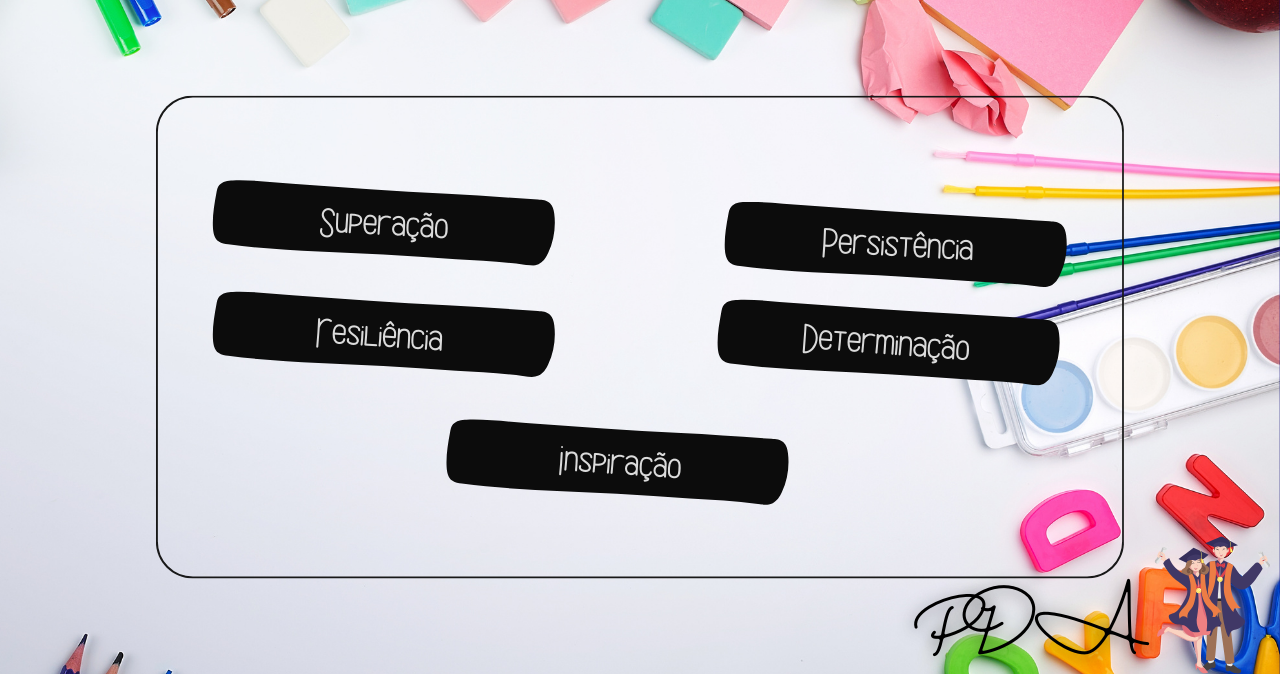 Superação
Persistência
resiliência
Determinação
inspiração
PDA
D
N
F